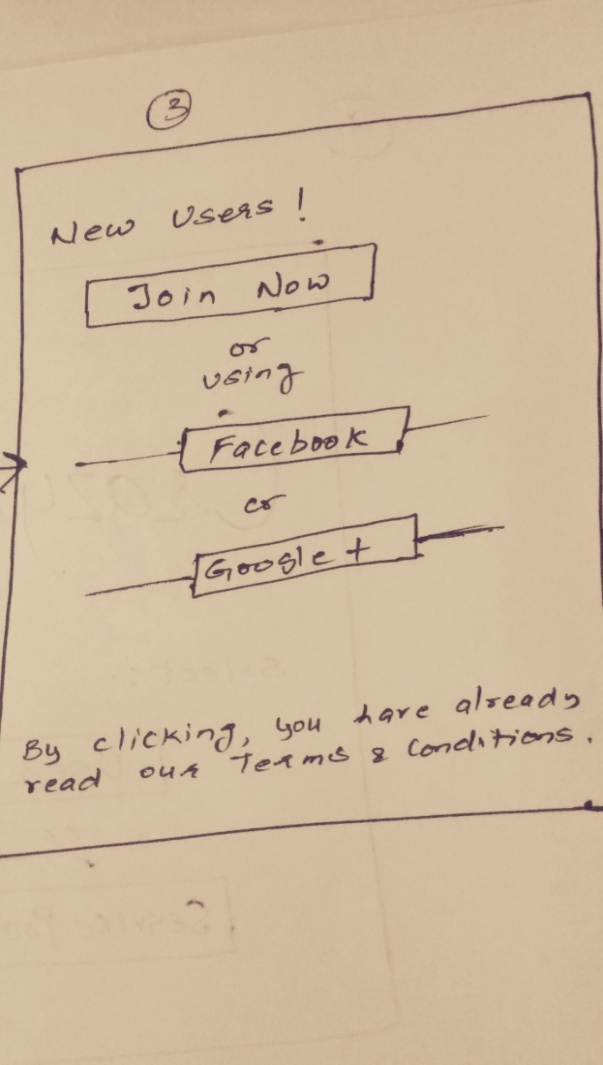 3
New Users!
Join Now
or
using
Facebook
or
Google +
By clicking, you have already
read our Terms & Conditions.